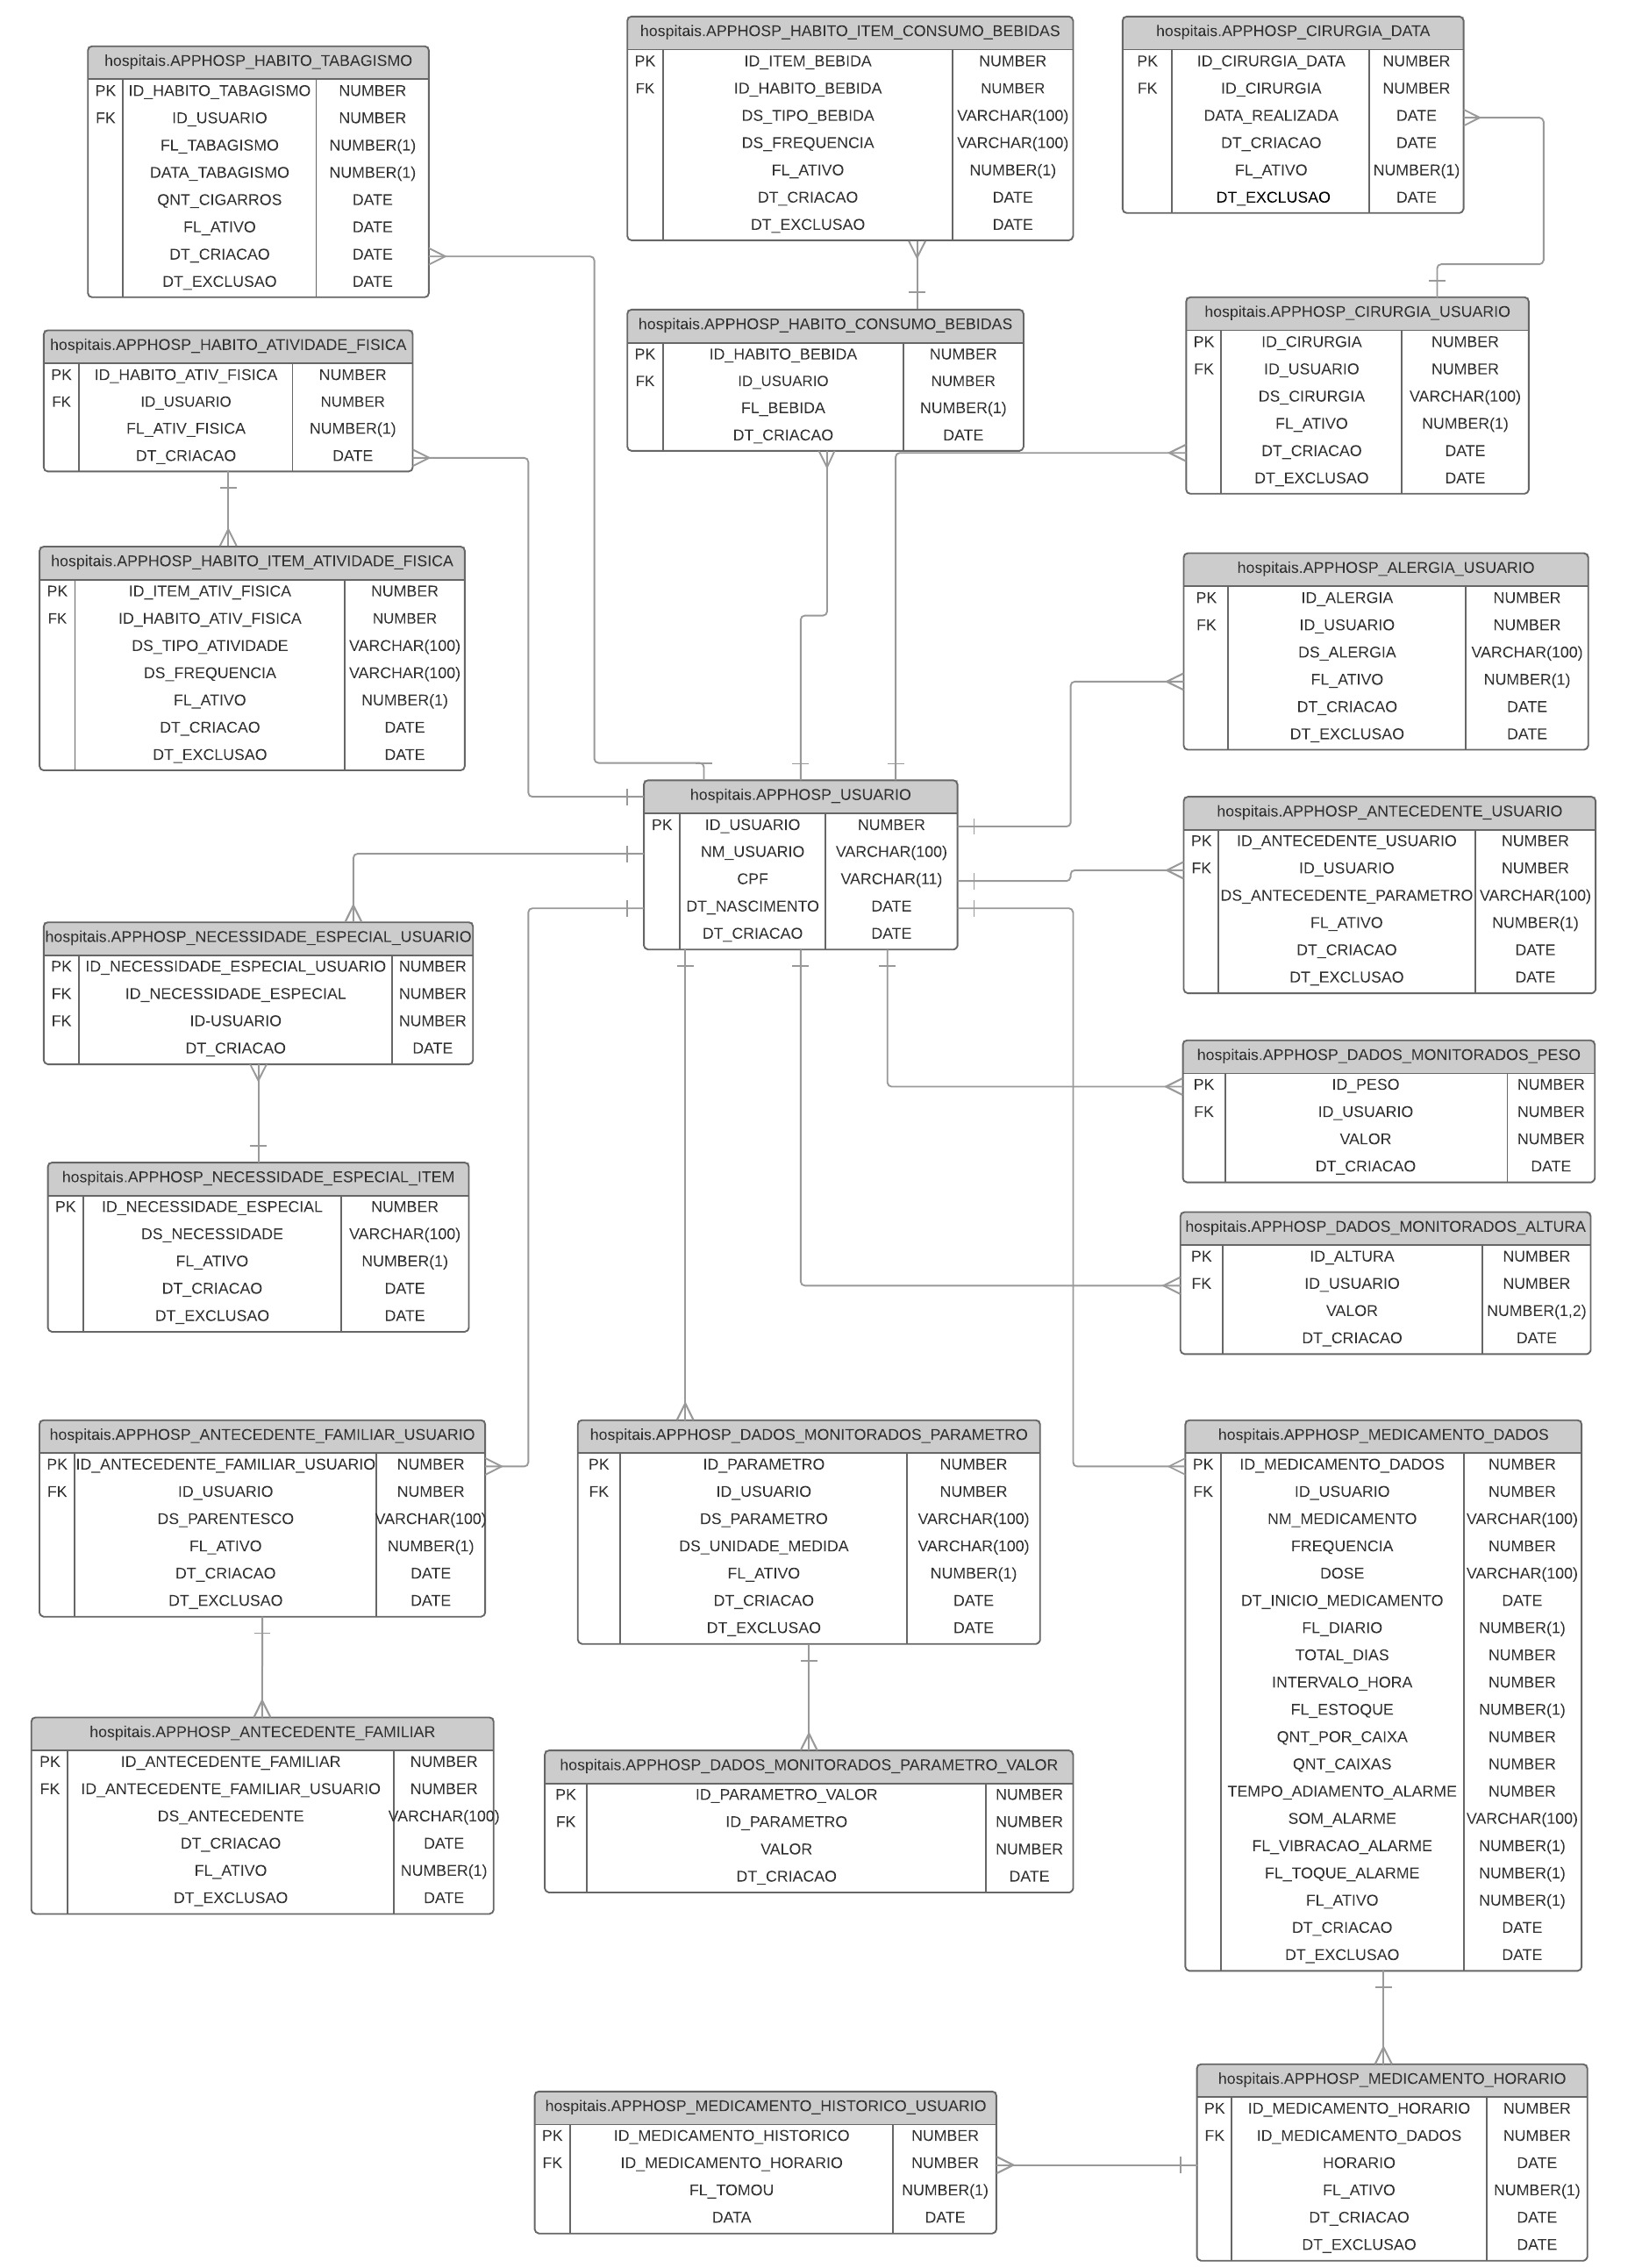 hospitais.APPHOSP_HABITO_TABAGISMO
PK ID_HABITO_TABAGISMO NUMBER
FK ID_USUARIO NUMBER
FL_TABAGISMO NUMBER(1)
DATA_TABAGISMO NUMBER(1)
QNT_CIGARROS DATE
FL_ATIVO DATE
DT_CRIACAO DATE
DT_EXCLUSAO DATE
hospitais.APPHOSP_HABITO_ITEM_CONSUMO_BEBIDAS
PK ID_ITEM_BEBIDA NUMBER
FK ID_HABITO_BEBIDA NUMBER
DS_TIPO_BEBIDA VARCHAR(100)
DS_FREQUENCIA VARCHAR(100)
FL_ATIVO NUMBER(1)
DT_CRIACAO DATE
DT_EXCLUSAO DATE
hospitais.APPHOSP_CIRURGIA_DATA
PK ID_CIRURGIA_DATA NUMBER
FK ID_CIRURGIA NUMBER
DATA_REALIZADA DATE
DT_CRIACAO DATE
FL_ATIVO NUMBER(1)
DT_EXCLUSAO DATE
hospitais.APPHOSP_HABITO_ATIVIDADE_FISICA
PK ID_HABITO_ATIV_FISICA NUMBER
FK ID_USUARIO NUMBER
FL_ATIV_FISICA NUMBER(1)
DT_CRIACAO DATE
hospitais.APPHOSP_HABITO_CONSUMO_BEBIDAS
PK ID_HABITO_BEBIDA NUMBER
FK ID_USUARIO NUMBER
FL_BEBIDA NUMBER(1)
DT_CRIACAO DATE
hospitais.APPHOSP_CIRURGIA_USUARIO
PK ID_CIRURGIA NUMBER
FK ID_USUARIO NUMBER
DS_CIRURGIA VARCHAR(100)
FL_ATIVO NUMBER(1)
DT_CRIACAO DATE
DT_EXCLUSAO DATE
hospitais.APPHOSP_HABITO_ITEM_ATIVIDADE_FISICA
PK ID_ITEM_ATIV_FISICA NUMBER
FK ID_HABITO_ATIV_FISICA NUMBER
DS_TIPO_ATIVIDADE VARCHAR(100)
DS_FREQUENCIA VARCHAR(100)
FL_ATIVO NUMBER(1)
DT_CRIACAO DATE
DT_EXCLUSAO DATE
hospitais.APPHOSP_ALERGIA_USUARIO
PK ID_ALERGIA NUMBER
FK ID_USUARIO NUMBER
DS_ALERGIA VARCHAR(100)
FL_ATIVO NUMBER(1)
DT_CRIACAO DATE
DT_EXCLUSAO DATE
hospitais.APPHOSP_USUARIO
PK ID_USUARIO NUMBER
NM_USUARIO VARCHAR(100)
CPF VARCHAR(11)
DT_NASCIMENTO DATE
DT_CRIACAO DATE
hospitais.APPHOSP_ANTECEDENTE_USUARIO
PK ID_ANTECEDENTE_USUARIO NUMBER
FK ID_USUARIO NUMBER
DS_ANTECEDENTE_PARAMETRO VARCHAR(100)
FL_ATIVO NUMBER(1)
DT_CRIACAO DATE
DT_EXCLUSAO DATE
hospitais.APPHOSP_NECESSIDADE_ESPECIAL_USUARIO
PK ID_NECESSIDADE_ESPECIAL_USUARIO NUMBER
FK ID_NECESSIDADE_ESPECIAL NUMBER
FK ID-USUARIO NUMBER
DT_CRIACAO DATE
hospitais.APPHOSP_DADOS_MONITORADOS_PESO
PK ID_PESO NUMBER
FK ID_USUARIO NUMBER
VALOR NUMBER
DT_CRIACAO DATE
hospitais.APPHOSP_NECESSIDADE_ESPECIAL_ITEM
PK ID_NECESSIDADE_ESPECIAL NUMBER
DS_NECESSIDADE VARCHAR(100)
FL_ATIVO NUMBER(1)
DT_CRIACAO DATE
DT_EXCLUSAO DATE
hospitais.APPHOSP_DADOS_MONITORADOS_ALTURA
PK ID_ALTURA NUMBER
FK ID_USUARIO NUMBER
VALOR NUMBER(1,2)
DT_CRIACAO DATE
hospitais.APPHOSP_ANTECEDENTE_FAMILIAR_USUARIO
PK ID_ANTECEDENTE_FAMILIAR_USUARIO NUMBER
FK ID_USUARIO NUMBER
DS_PARENTESCO VARCHAR(100)
FL_ATIVO NUMBER(1)
DT_CRIACAO DATE
DT_EXCLUSAO DATE
hospitais.APPHOSP_DADOS_MONITORADOS_PARAMETRO
PK ID_PARAMETRO NUMBER
FK ID_USUARIO NUMBER
DS_PARAMETRO VARCHAR(100)
DS_UNIDADE_MEDIDA VARCHAR(100)
FL_ATIVO NUMBER(1)
DT_CRIACAO DATE
DT_EXCLUSAO DATE
hospitais.APPHOSP_MEDICAMENTO_DADOS
PK ID_MEDICAMENTO_DADOS NUMBER
FK ID_USUARIO NUMBER
NM_MEDICAMENTO VARCHAR(100)
FREQUENCIA NUMBER
DOSE VARCHAR(100)
DT_INICIO_MEDICAMENTO DATE
FL_DIARIO NUMBER(1)
TOTAL_DIAS NUMBER
INTERVALO_HORA NUMBER
FL_ESTOQUE NUMBER(1)
QNT_POR_CAIXA NUMBER
QNT_CAIXAS NUMBER
TEMPO_ADIAMENTO_ALARME NUMBER
SOM_ALARME VARCHAR(100)
FL_VIBRACAO_ALARME NUMBER(1)
FL_TOQUE_ALARME NUMBER(1)
FL_ATIVO NUMBER(1)
DT_CRIACAO DATE
DT_EXCLUSAO DATE
hospitais.APPHOSP_ANTECEDENTE_FAMILIAR
PK ID_ANTECEDENTE_FAMILIAR NUMBER
FK ID_ANTECEDENTE_FAMILIAR_USUARIO NUMBER
DS_ANTECEDENTE VARCHAR(100)
DT_CRIACAO DATE
FL_ATIVO NUMBER(1)
DT_EXCLUSAO DATE
hospitais.APPHOSP_DADOS_MONITORADOS_PARAMETRO_VALOR
PK ID_PARAMETRO_VALOR NUMBER
FK ID_PARAMETRO NUMBER
VALOR NUMBER
DT_CRIACAO DATE
hospitais.APPHOSP_MEDICAMENTO_HISTORICO_USUARIO
PK ID_MEDICAMENTO_HISTORICO NUMBER
FK ID_MEDICAMENTO_HORARIO NUMBER
FL_TOMOU NUMBER(1)
DATA DATE
hospitais.APPHOSP_MEDICAMENTO_HORARIO
PK ID_MEDICAMENTO_HORARIO NUMBER
FK ID_MEDICAMENTO_DADOS NUMBER
HORARIO DATE
FL_ATIVO NUMBER(1)
DT_CRIACAO DATE
DT_EXCLUSAO DATE